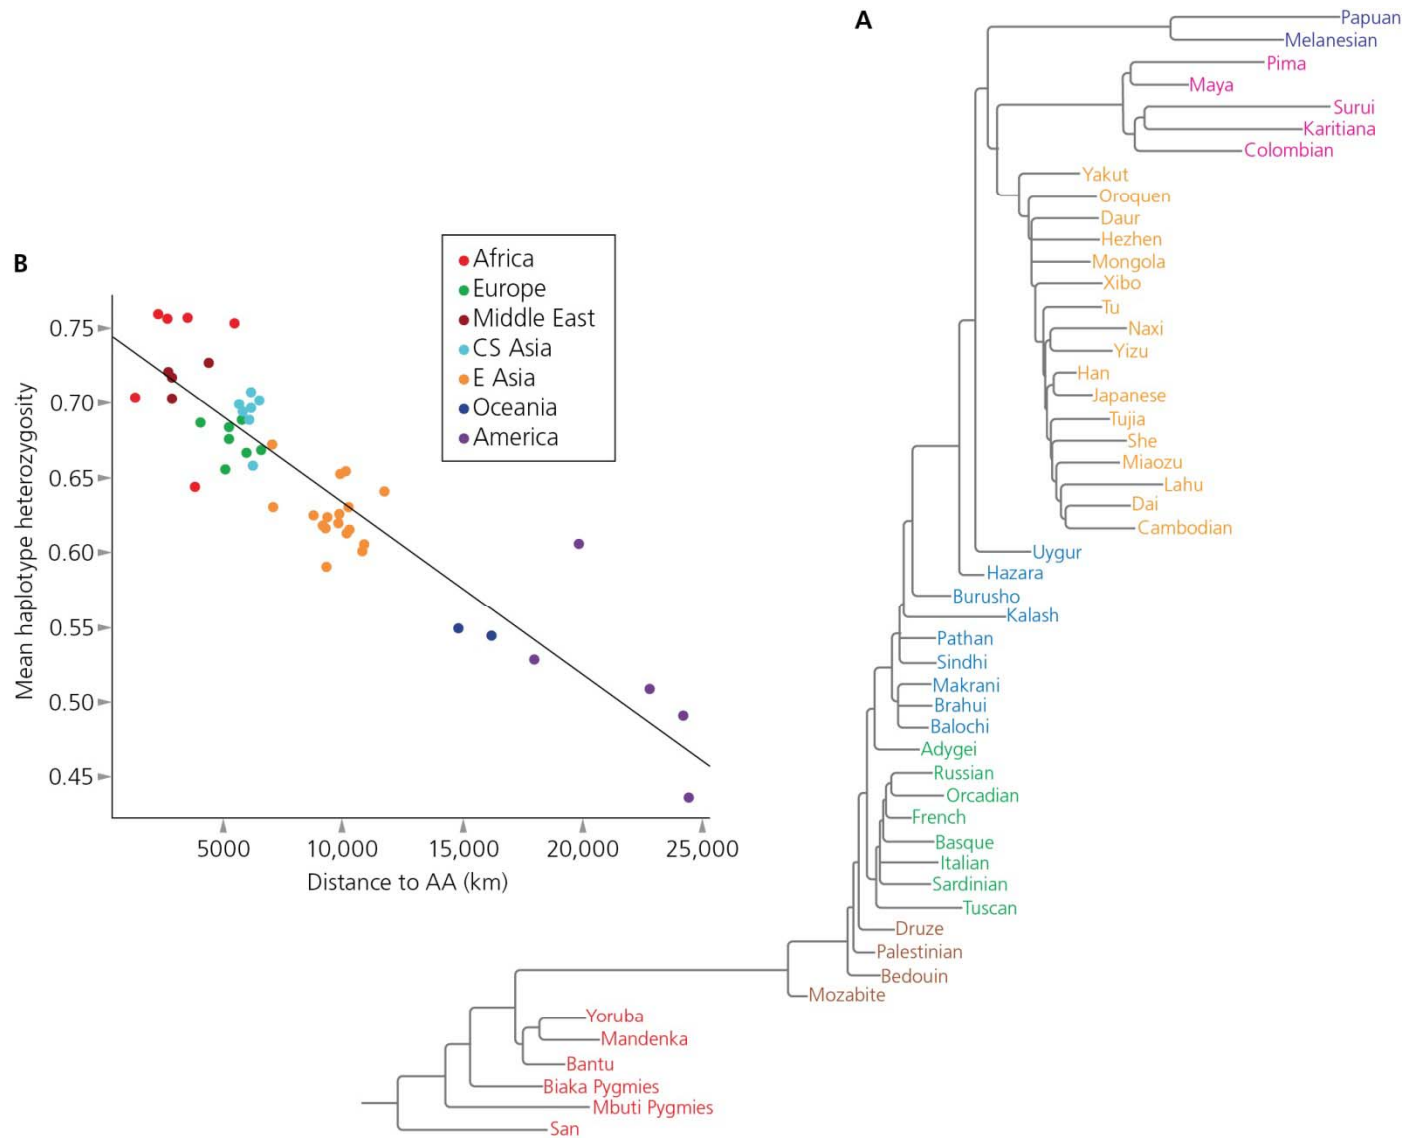 A
Papuan
Melanesian
Pima
Maya
Surui
Karitiana
Colombian
Yakut
Oroquen
Daur
Hezhen
Mongola
Xibo
Tu
Naxi
Yizu
Han
Japanese
Tujia
She
Miaozu
Lahu
Dai
Cambodian
Uygur
Hazara
Burusho
Kalash
Pathan
Sindhi
Makrani
Brahui
Balochi
Adygei
Russian
Orcadian
French
Basque
Italian
Sardinian
Tuscan
Druze
Palestinian
Bedouin
Mozabite
Yoruba
Mandenka
Bantu
Biaka Pygmies
Mbuti Pygmies
San
B
Africa
Europe
Middle East
CS Asia
E Asia
Oceania
America
Mean haplotype heterozygosity
0.75
0.70
0.65
0.60
0.55
0.50
0.45
5000 10,000 15,000 20,000 25,000
Distance to AA (km)